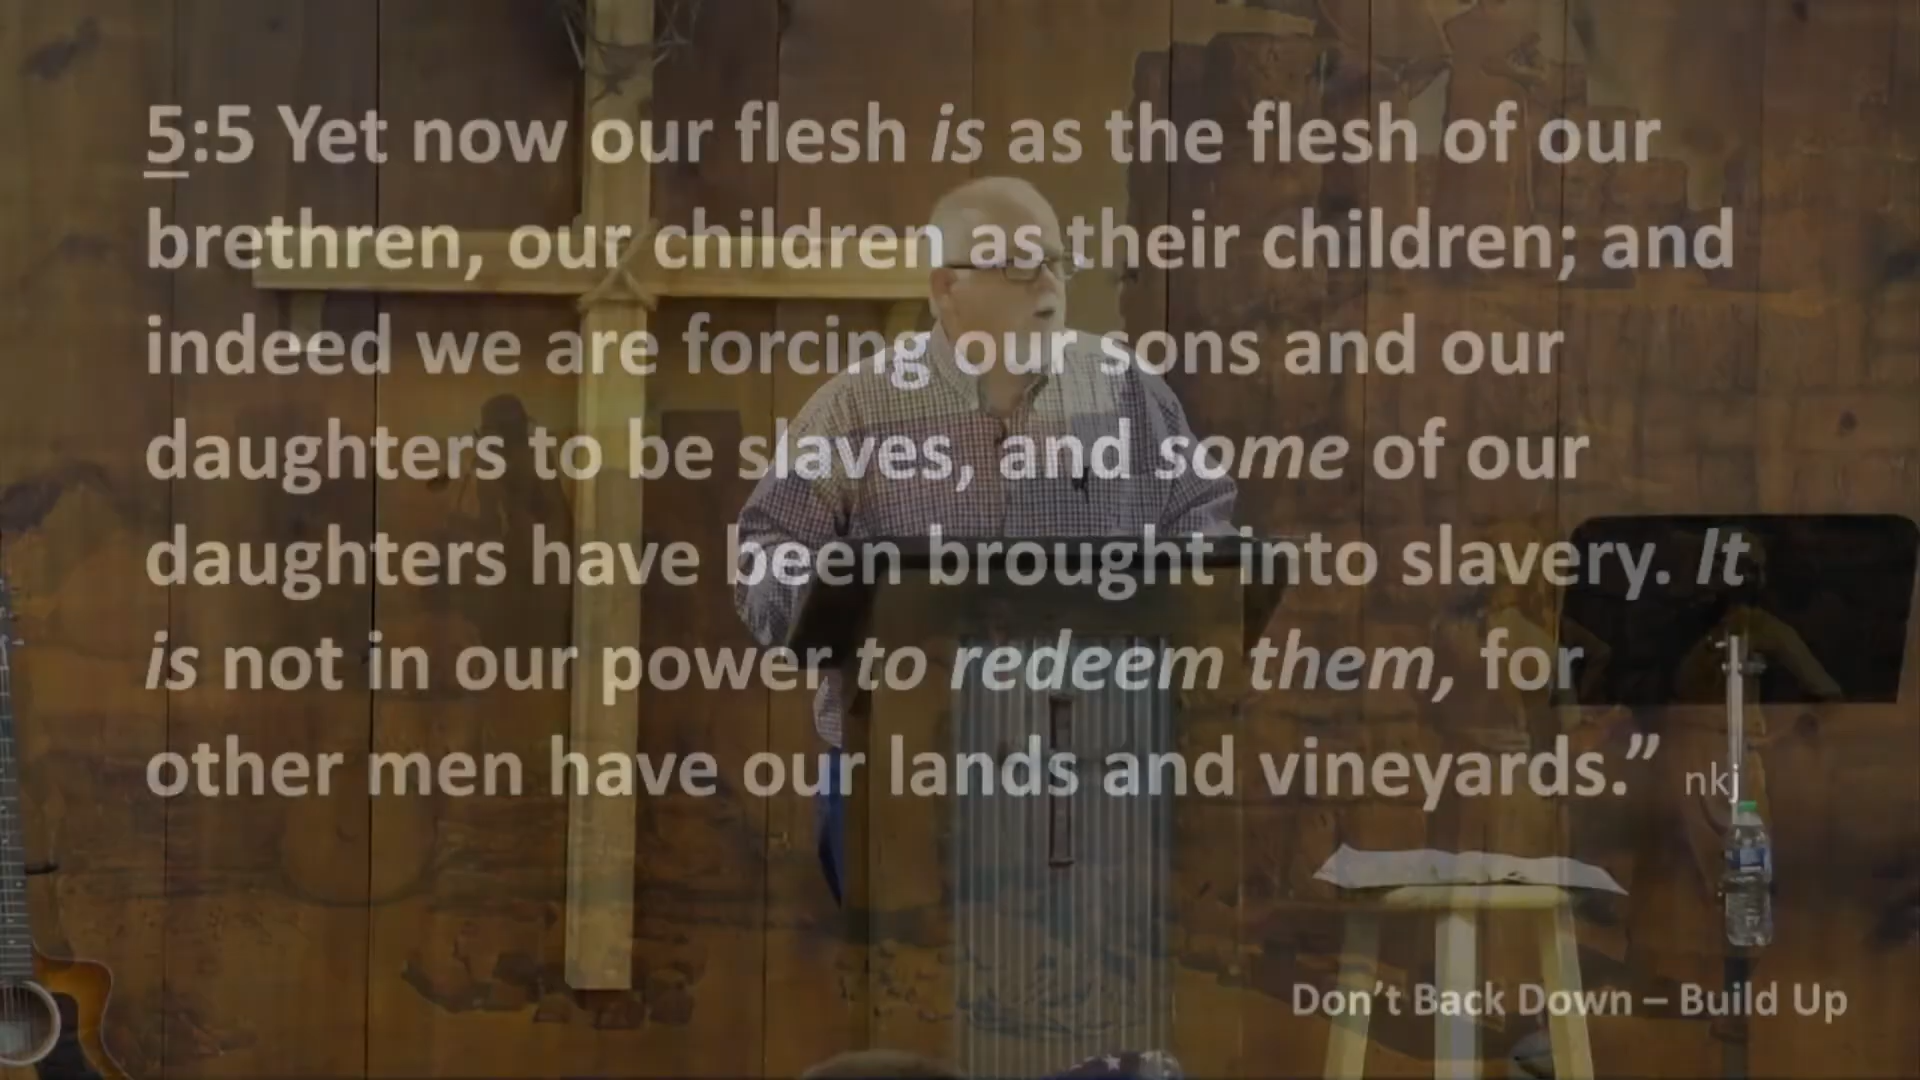 5:5 Yet now our flesh is as the flesh of our
brethren, our children as their children; and
indeed we are forcing our sons and our
daughters to be slaves, and some of our
daughters have been brought into slavery. It
is not in our power to redeem them, for
other men have our lands and vineyards.” nkj
Don’t Back Down – Build Up